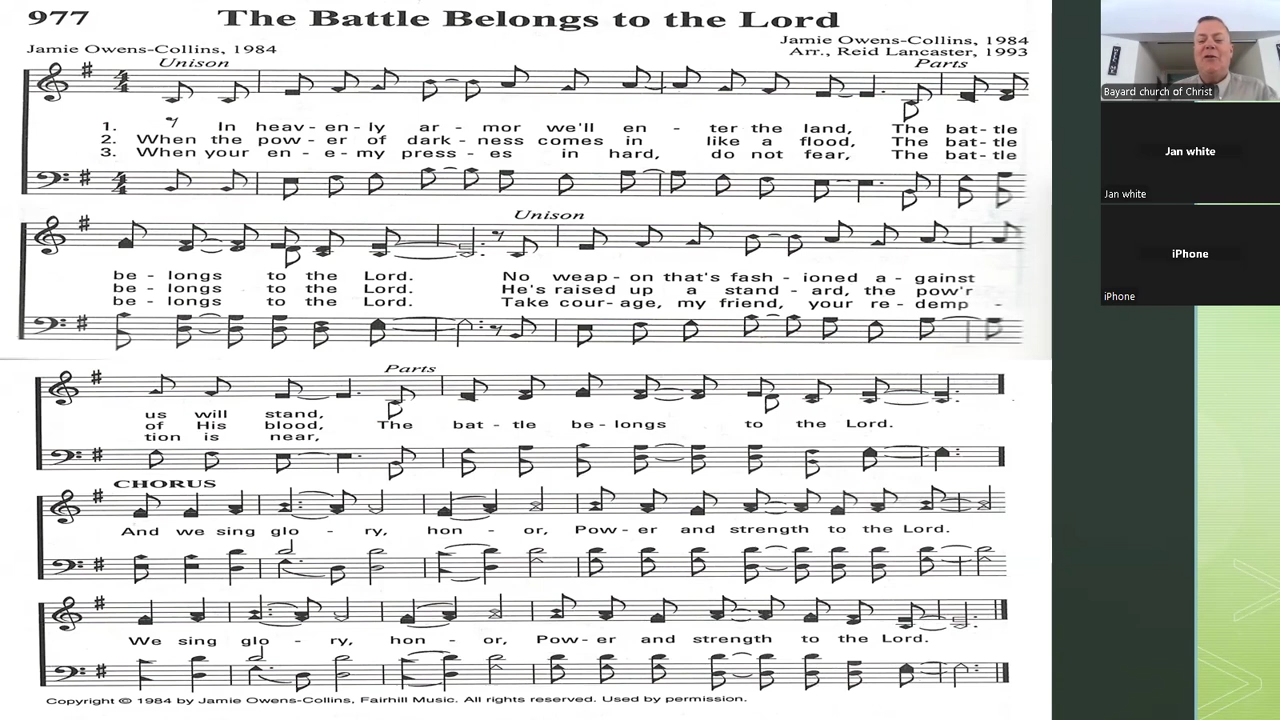 977 The Battle Belongs to the Lord
Jamie Owens-Collins, 1984
Jamie Owens-Collins, 1984
Arr., Reid Lancaster, 1993
Unison
Parts
1. In heav - en - ly ar - mor we'll en - ter the land, The bat - tle
2. When the pow - er of dark - ness comes in like a flood, The bat - tle
3. When your en - e - my press - es in hard, do not fear, The bat - tle
Unison
be - longs to the Lord. No weap - on that's fash - ioned a - gainst
be - longs to the Lord. He's raised up a stand - ard, the pow'r
be - longs to the Lord. Take cour - age, my friend, your re - demp -
Parts
us will stand,
of His blood, The bat - tle be - longs to the Lord.
tion is near,
CHORUS
And we sing glo - ry, hon - or, Pow - er and strength to the Lord.
We sing glo - ry, hon - or, Pow - er and strength to the Lord.
Copyright © 1984 by Jamie Owens-Collins, Fairhill Music. All rights reserved. Used by permission.
Bayard church of Christ
Jan white
Jan white
iPhone
iPhone